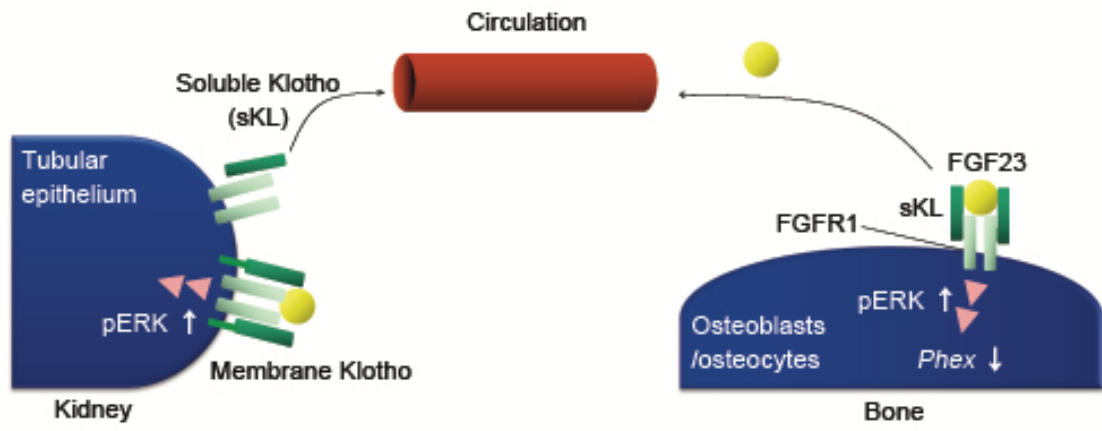 Circulation
Soluble Klotho
(sKL)
Tubular
epithelium
FGF23
sKL
FGFR1
pERK ↑
pERK ↑
Osteoblasts
/osteocytes
Phex ↓
Membrane Klotho
Kidney
Bone